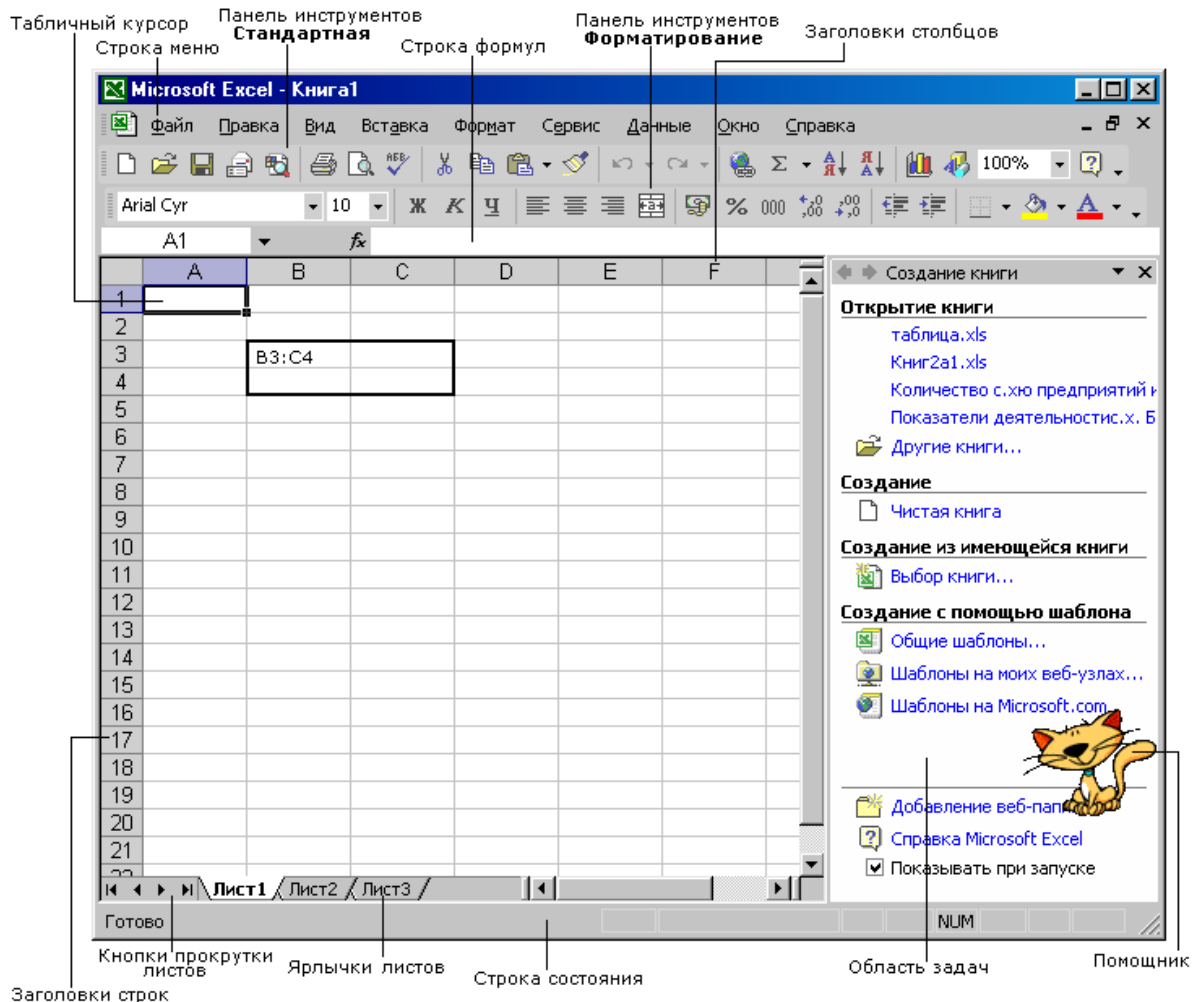 Табличный курсор
Строка меню
Панель инструментов
Стандартная
Строка формул
Панель инструментов
Форматирование
Заголовки столбцов
Microsoft Excel - Книга1
Файл Правка Вид Вставка Формат Сервис Данные Окно Справка
100%
Arial Cyr 10 Ж К Ч % 000
A1 fx
A B C D E F
1
2
3 B3:C4
4
5
6
7
8
9
10
11
12
13
14
15
16
17
18
19
20
21
22
Создание книги
Открытие книги
таблица.xls
Книг2а1.xls
Количество с.хю предприятий и
Показатели деятельностис.х. Б
Другие книги...
Создание
Чистая книга
Создание из имеющейся книги
Выбор книги...
Создание с помощью шаблона
Общие шаблоны...
Шаблоны на моих веб-узлах...
Шаблоны на Microsoft.com
Добавление веб-пап
Справка Microsoft Excel
Показывать при запуске
Лист1 Лист2 Лист3
Готово NUM
Кнопки прокрутки
листов
Ярлычки листов
Строка состояния
Область задач
Помощник
Заголовки строк